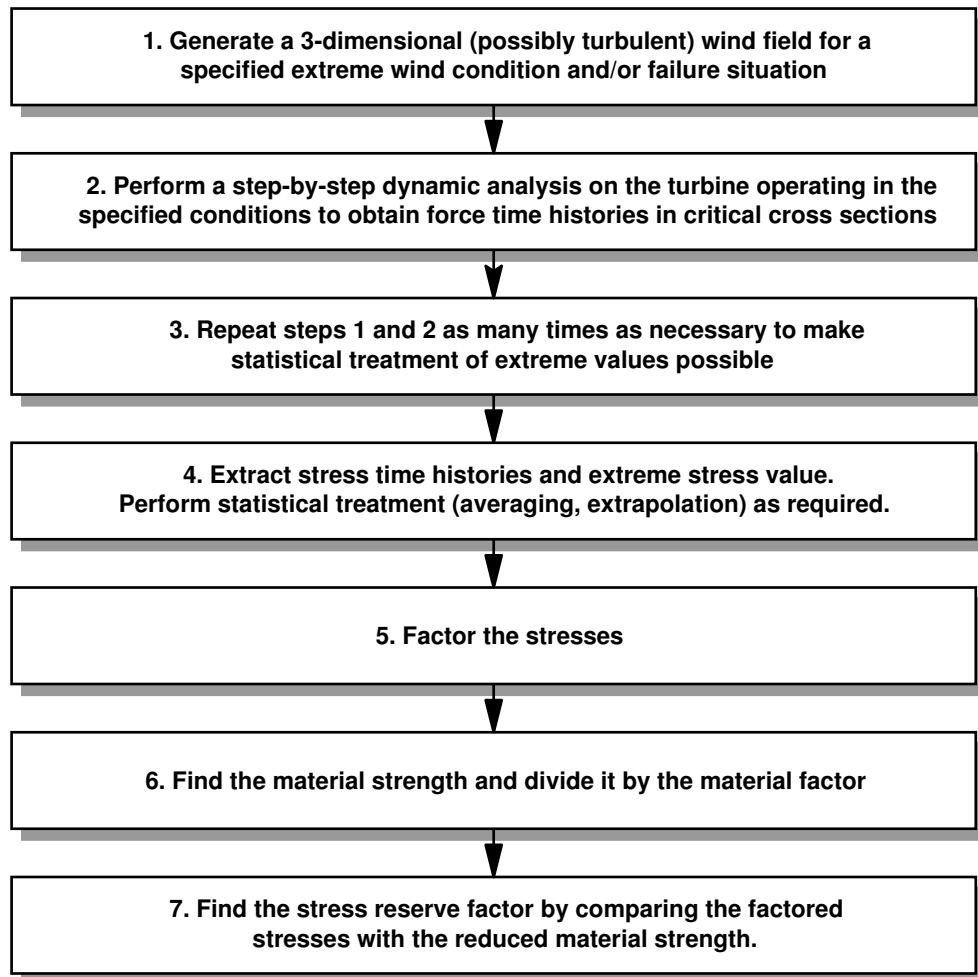 1. Generate a 3-dimensional (possibly turbulent) wind field for a
specified extreme wind condition and/or failure situation
2. Perform a step-by-step dynamic analysis on the turbine operating in the
specified conditions to obtain force time histories in critical cross sections
3. Repeat steps 1 and 2 as many times as necessary to make
statistical treatment of extreme values possible
4. Extract stress time histories and extreme stress value.
Perform statistical treatment (averaging, extrapolation) as required.
5. Factor the stresses
6. Find the material strength and divide it by the material factor
7. Find the stress reserve factor by comparing the factored
stresses with the reduced material strength.